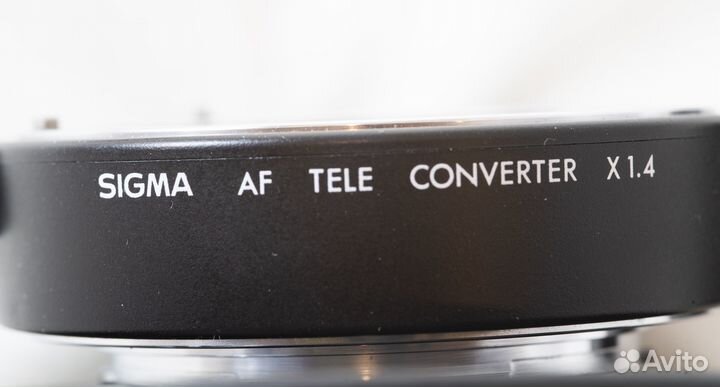 SIGMA AF TELE CONVERTER X1.4
Avito